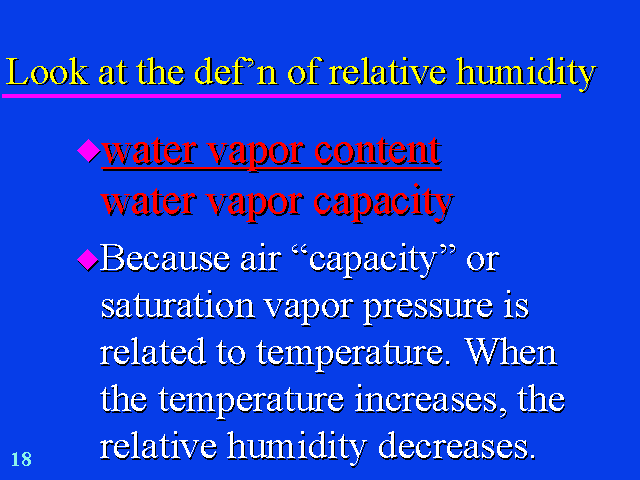 Look at the def’n of relative humidity
water vapor content
water vapor capacity
Because air “capacity” or
saturation vapor pressure is
related to temperature. When
the temperature increases, the
relative humidity decreases.
18